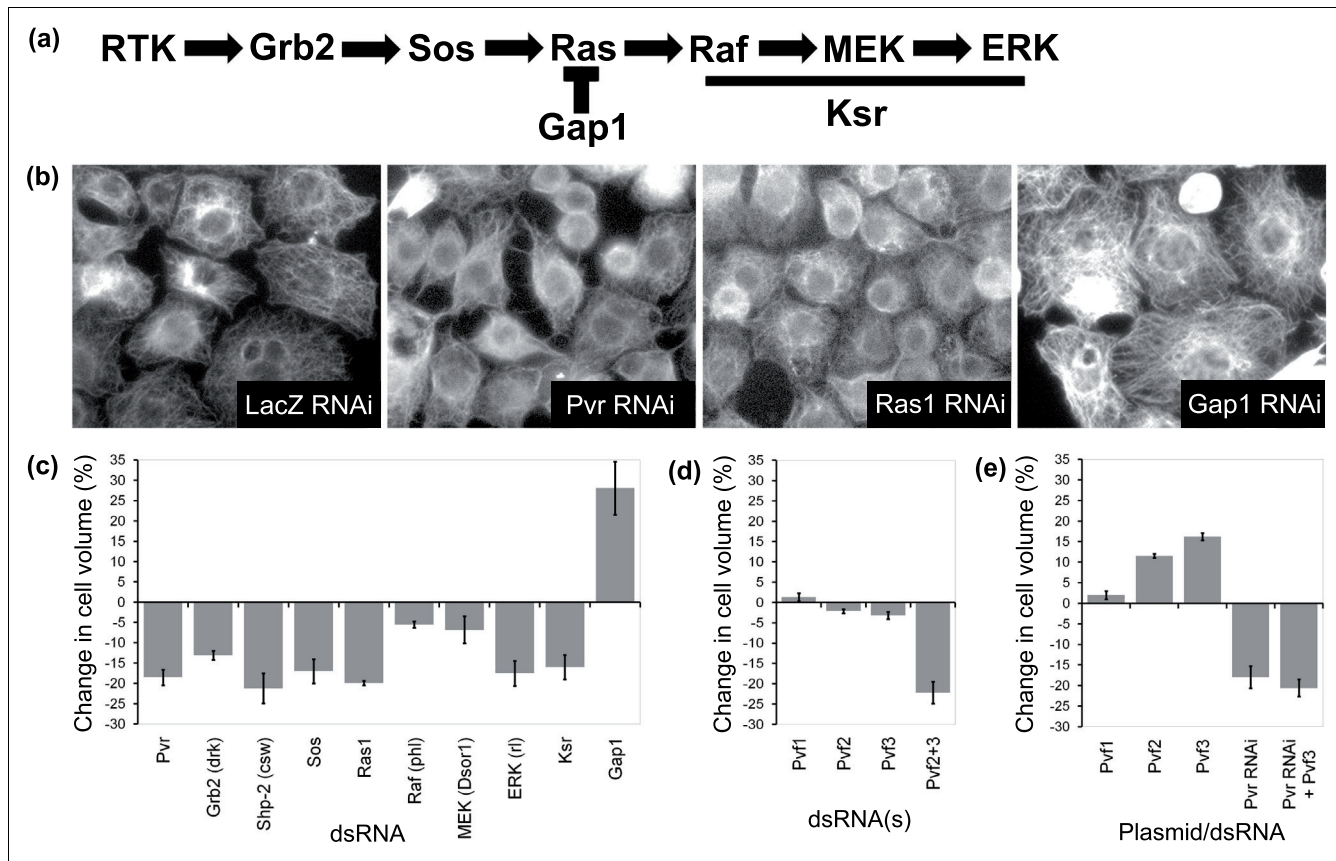 (a)
RTK Grb2 Sos Ras Raf MEK ERK
Gap1
Ksr
(b)
LacZ RNAi
Pvr RNAi
Ras1 RNAi
Gap1 RNAi
(c)
Change in cell volume (%)
35
30
25
20
15
10
5
0
-5
-10
-15
-20
-25
-30
Pvr
Grb2 (drk)
Shp-2 (csw)
Sos
Ras1
Raf (phl)
MEK (Dsor1)
ERK (rl)
Ksr
Gap1
dsRNA
(d)
Change in cell volume (%)
35
30
25
20
15
10
5
0
-5
-10
-15
-20
-25
-30
Pvf1
Pvf2
Pvf3
Pvf2+3
dsRNA(s)
(e)
Change in cell volume (%)
35
30
25
20
15
10
5
0
-5
-10
-15
-20
-25
-30
Pvf1
Pvf2
Pvf3
Pvr RNAi
Pvr RNAi
+ Pvf3
Plasmid/dsRNA